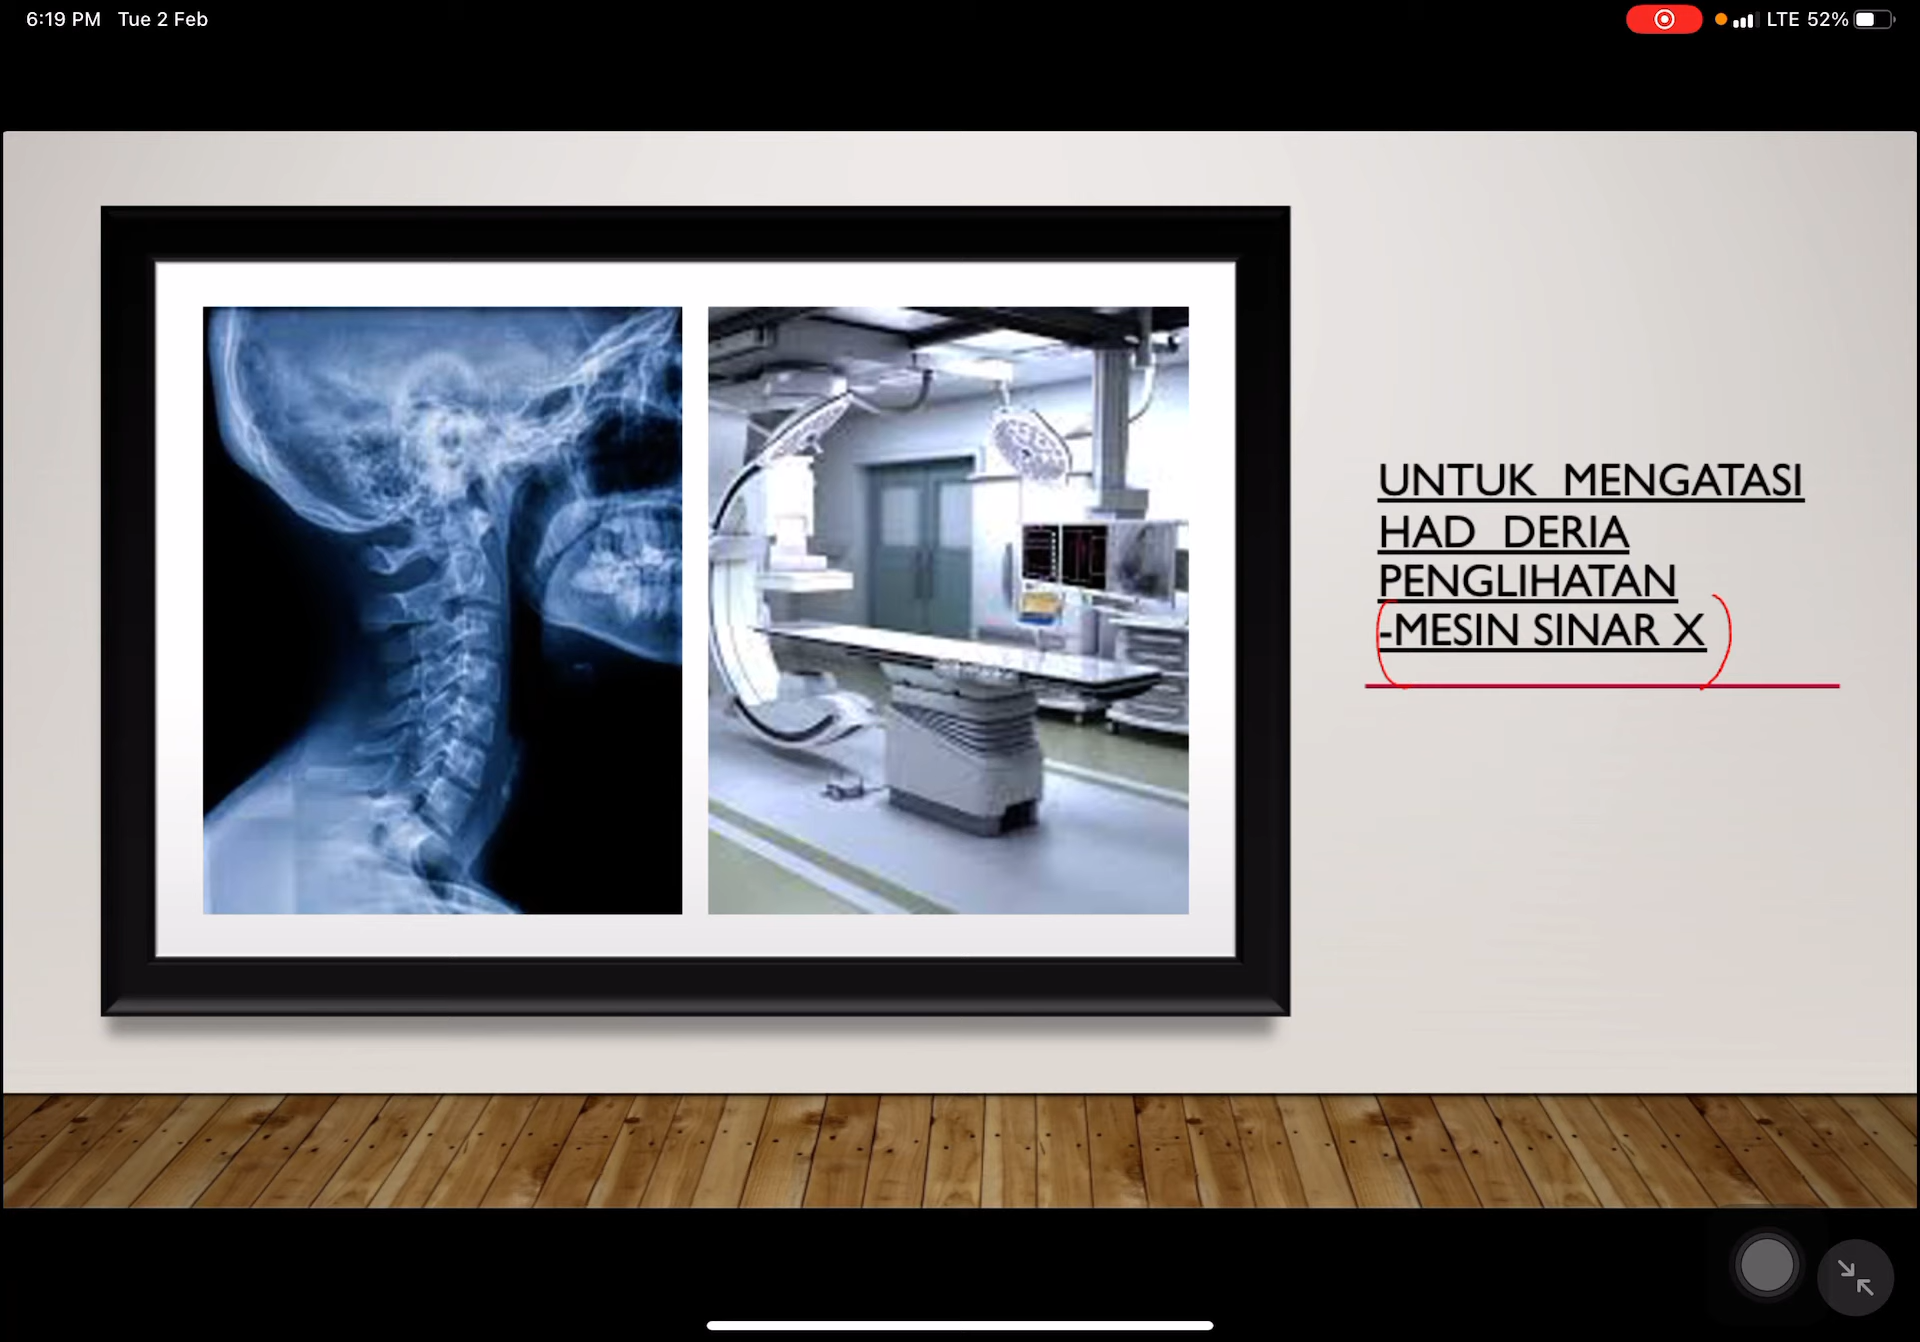 6:19 PM Tue 2 Feb
LTE 52%
UNTUK MENGATASI
HAD DERIA
PENGLIHATAN
-MESIN SINAR X